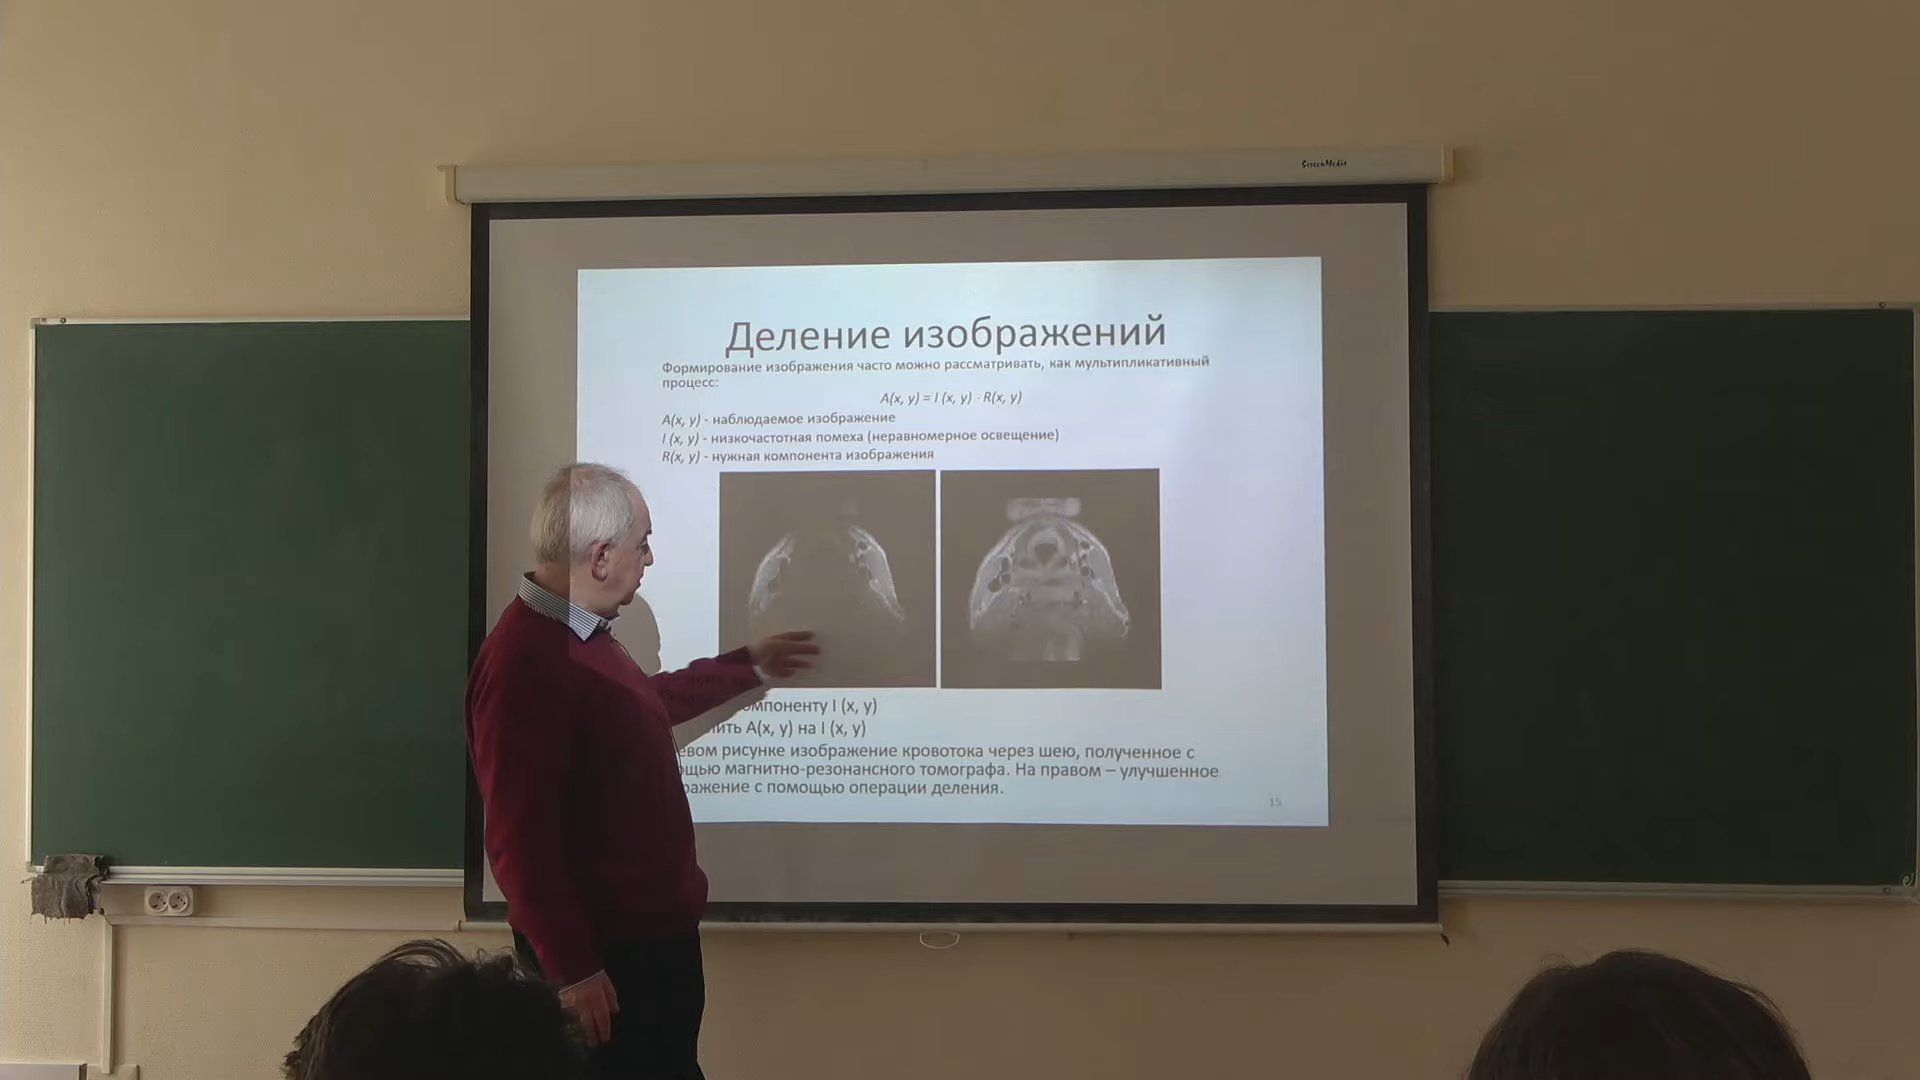 ScreenMedia
Деление изображений
Формирование изображения часто можно рассматривать, как мультипликативный
процесс:
A(x, y) = I (x, y) · R(x, y)
A(x, y) - наблюдаемое изображение
I (x, y) - низкочастотная помеха (неравномерное освещение)
R(x, y) - нужная компонента изображения
омпоненту I (x, y)
ить A(x, y) на I (x, y)
евом рисунке изображение кровотока через шею, полученное с
ощью магнитно-резонансного томографа. На правом – улучшенное
ражение с помощью операции деления.
15